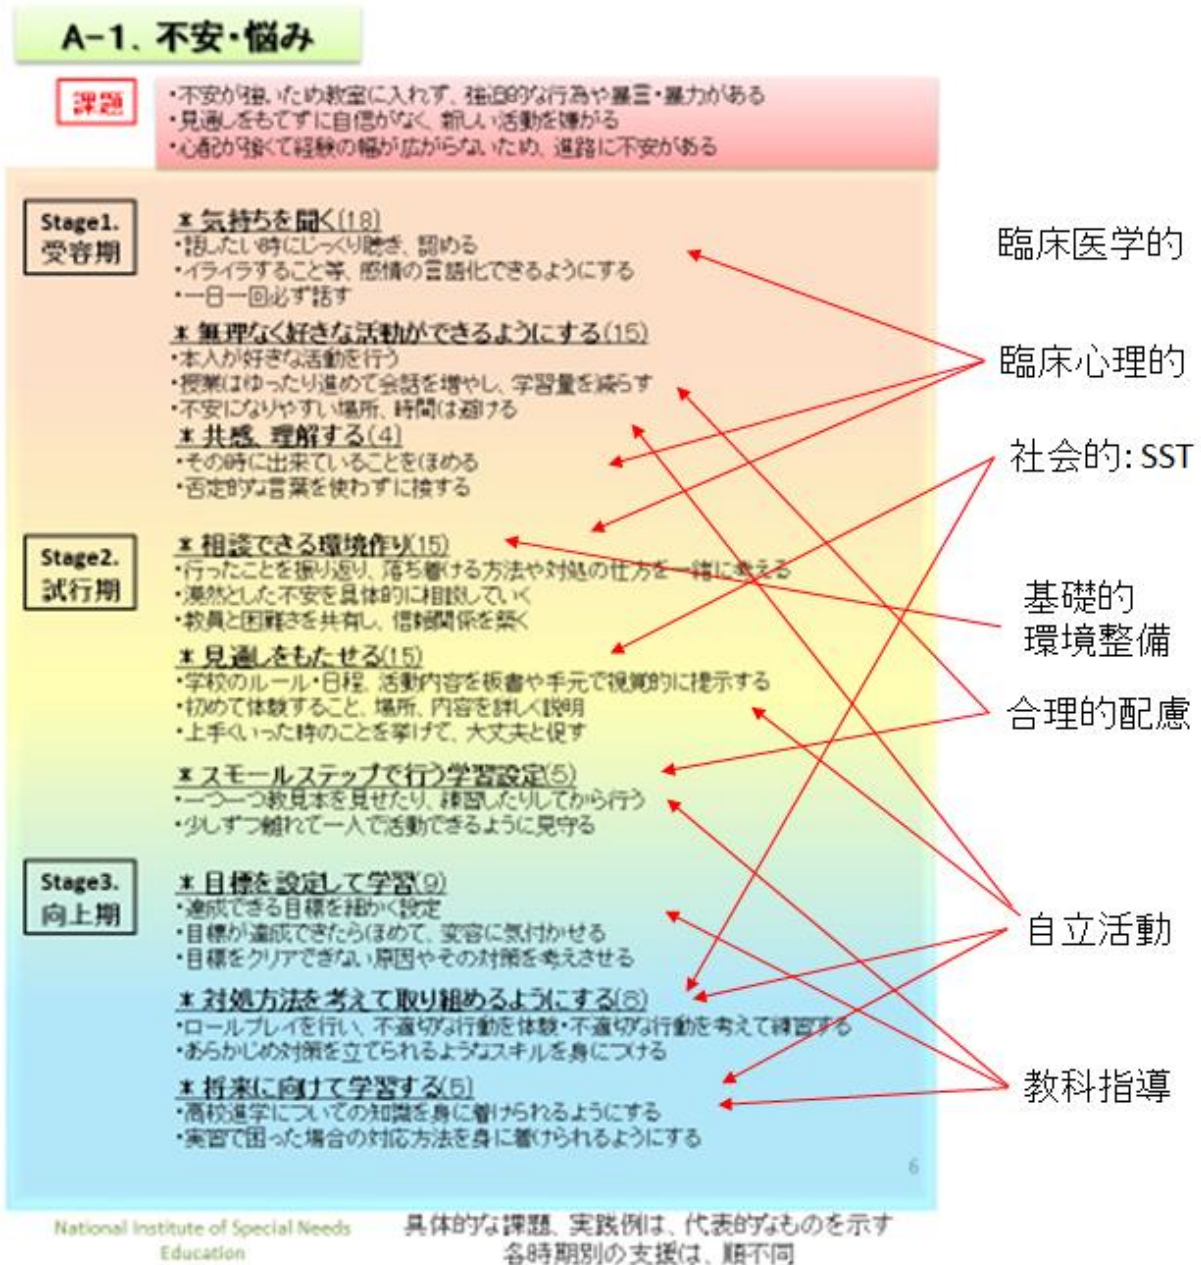 A-1. 不安・悩み
課題
・不安が強いため教室に入れず、強迫的な行為や暴言・暴力がある
・見通しをもてずに自信がなく、新しい活動を嫌がる
・心配が強くて経験の幅が広がらないため、進路に不安がある
Stage1.
受容期
＊気持ちを聞く(18)
・話したい時にじっくり聴き、認める
・イライラすること等、感情の言語化できるようにする
・一日一回必ず話す
＊無理なく好きな活動ができるようにする(15)
・本人が好きな活動を行う
・授業はゆったり進めて会話を増やし、学習量を減らす
・不安になりやすい場所、時間は避ける
＊共感、理解する(4)
・その時に出来ていることをほめる
・否定的な言葉を使わずに接する
Stage2.
試行期
＊相談できる環境作り(15)
・行ったことを振り返り、落ち着ける方法や対処の仕方を一緒に考える
・漠然とした不安を具体的に相談していく
・教員と困難さを共有し、信頼関係を築く
＊見通しをもたせる(15)
・学校のルール・日程、活動内容を板書や手元で視覚的に提示する
・初めて体験すること、場所、内容を詳しく説明
・上手くいった時のことを挙げて、大丈夫と促す
＊スモールステップで行う学習設定(5)
・一つ一つ教見本を見せたり、練習したりしてから行う
・少しずつ離れて一人で活動できるように見守る
Stage3.
向上期
＊目標を設定して学習(9)
・達成できる目標を細かく設定
・目標が達成できたらほめて、変容に気付かせる
・目標をクリアできない原因やその対策を考えさせる
＊対処方法を考えて取り組めるようにする(8)
・ロールプレイを行い、不適切な行動を体験・不適切な行動を考えて練習する
・あらかじめ対策を立てられるようなスキルを身につける
＊将来に向けて学習する(5)
・高校進学についての知識を身に着けられるようにする
・実習で困った場合の対応方法を身に着けられるようにする
6
臨床医学的
臨床心理的
社会的: SST
基礎的
環境整備
合理的配慮
自立活動
教科指導
National Institute of Special Needs
Education
具体的な課題、実践例は、代表的なものを示す
各時期別の支援は、順不同